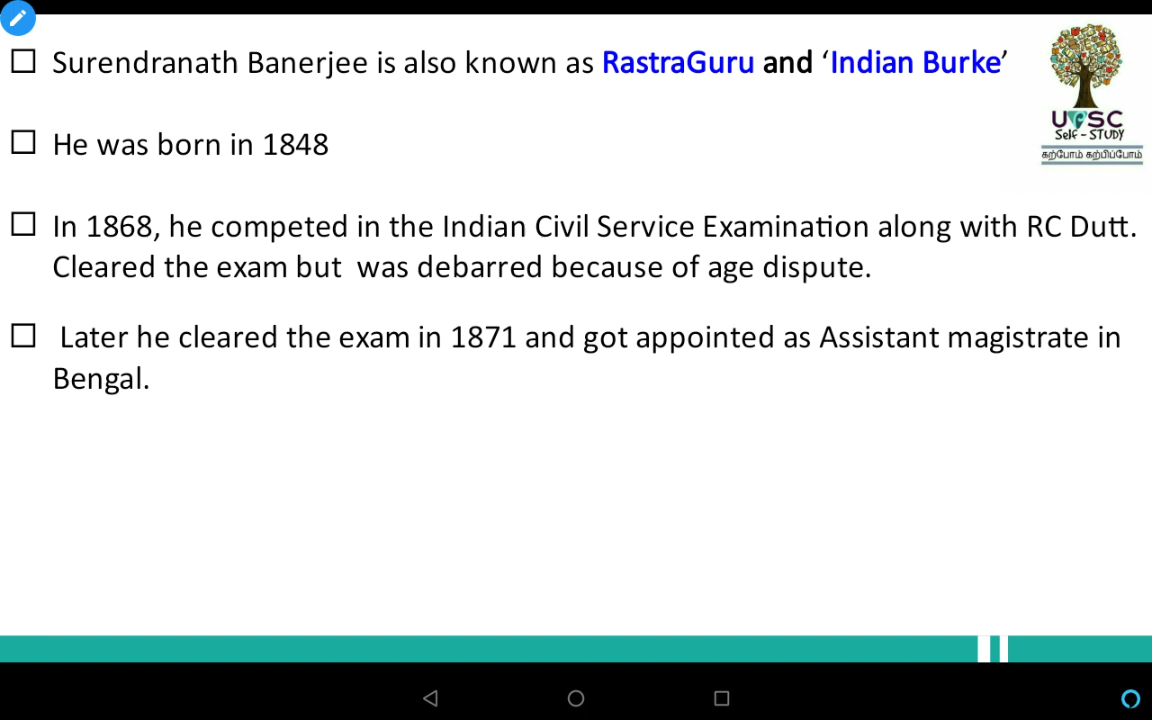 ☐ Surendranath Banerjee is also known as RastraGuru and ‘Indian Burke’
☐ He was born in 1848
☐ In 1868, he competed in the Indian Civil Service Examination along with RC Dutt.
Cleared the exam but was debarred because of age dispute.
☐ Later he cleared the exam in 1871 and got appointed as Assistant magistrate in
Bengal.
UPSC
Self-STUDY
கற்போம் கற்பிப்போம்